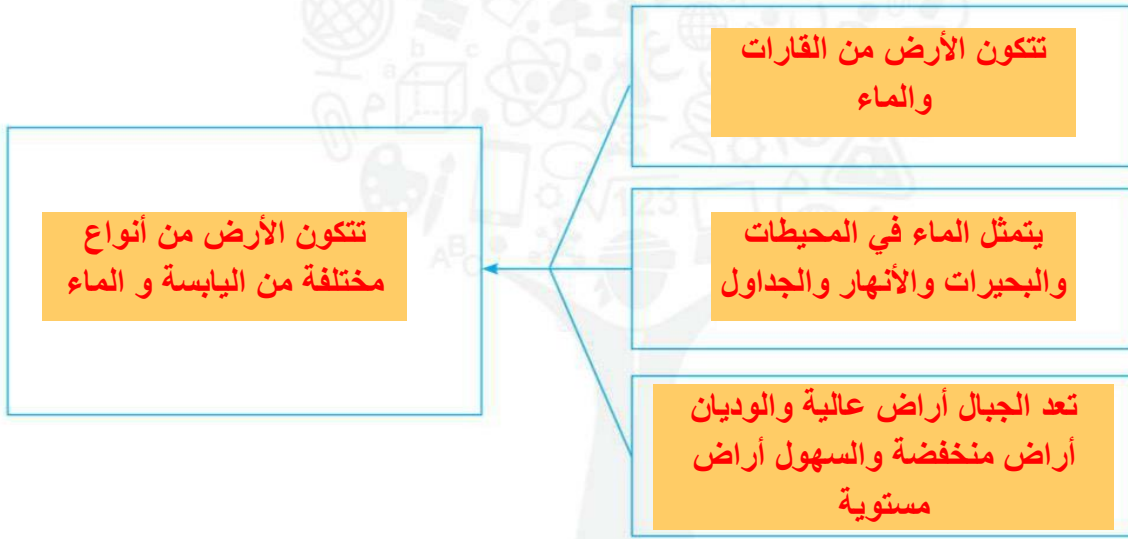 تتكون الأرض من القارات
والماء
يتمثل الماء في المحيطات
والبحيرات والأنهار والجداول
تعد الجبال أراض عالية والوديان
أراض منخفضة والسهول أراض
مستوية
تتكون الأرض من أنواع
مختلفة من اليابسة و الماء